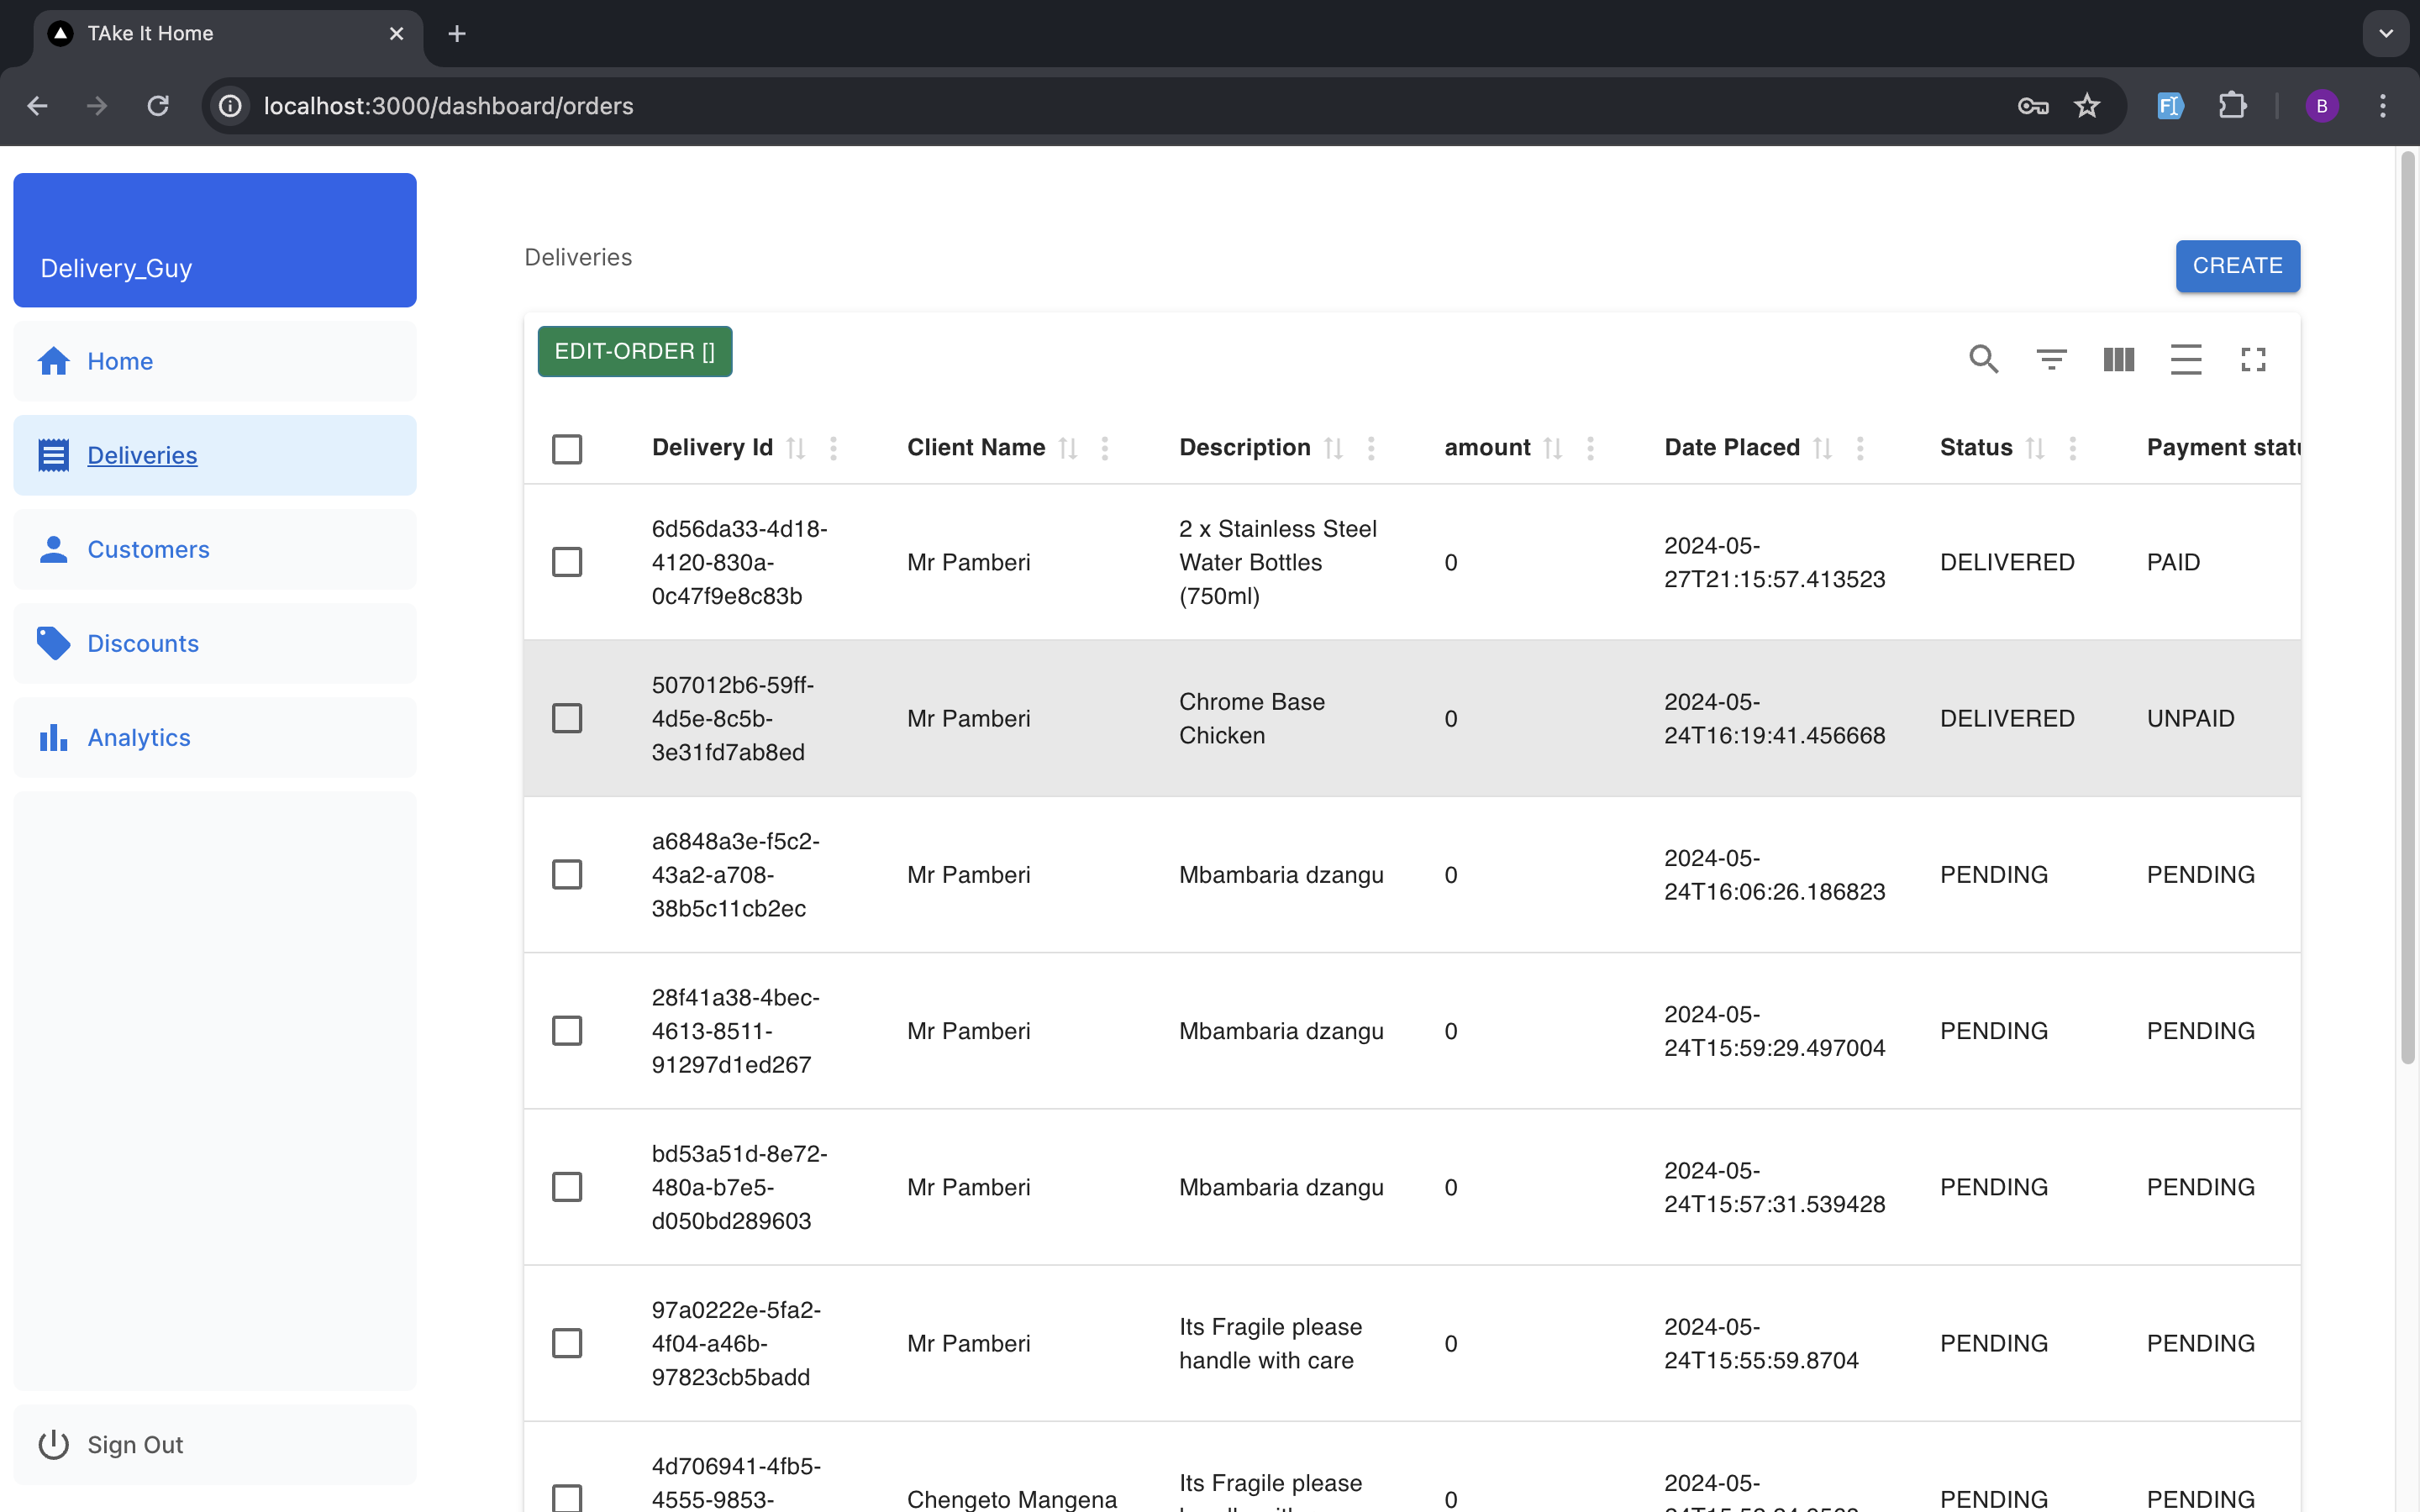 TAke It Home
localhost:3000/dashboard/orders
B
Delivery_Guy
Home
Deliveries
Customers
Discounts
Analytics
Sign Out
Deliveries
CREATE
EDIT-ORDER []
Delivery Id Client Name Description amount Date Placed Status Payment
6d56da33-4d18-
4120-830a-
0c47f9e8c83b
Mr Pamberi
2 x Stainless Steel
Water Bottles
(750ml)
0
2024-05-
27T21:15:57.413523
DELIVERED
PAID
507012b6-59ff-
4d5e-8c5b-
3e31fd7ab8ed
Mr Pamberi
Chrome Base
Chicken
0
2024-05-
24T16:19:41.456668
DELIVERED
UNPAID
a6848a3e-f5c2-
43a2-a708-
38b5c11cb2ec
Mr Pamberi
Mbambaria dzangu
0
2024-05-
24T16:06:26.186823
PENDING
PENDING
28f41a38-4bec-
4613-8511-
91297d1ed267
Mr Pamberi
Mbambaria dzangu
0
2024-05-
24T15:59:29.497004
PENDING
PENDING
bd53a51d-8e72-
480a-b7e5-
d050bd289603
Mr Pamberi
Mbambaria dzangu
0
2024-05-
24T15:57:31.539428
PENDING
PENDING
97a0222e-5fa2-
4f04-a46b-
97823cb5badd
Mr Pamberi
Its Fragile please
handle with care
0
2024-05-
24T15:55:59.8704
PENDING
PENDING
4d706941-4fb5-
4555-9853-
Chengeto Mangena
Its Fragile please
0
2024-05-
PENDING
PENDING